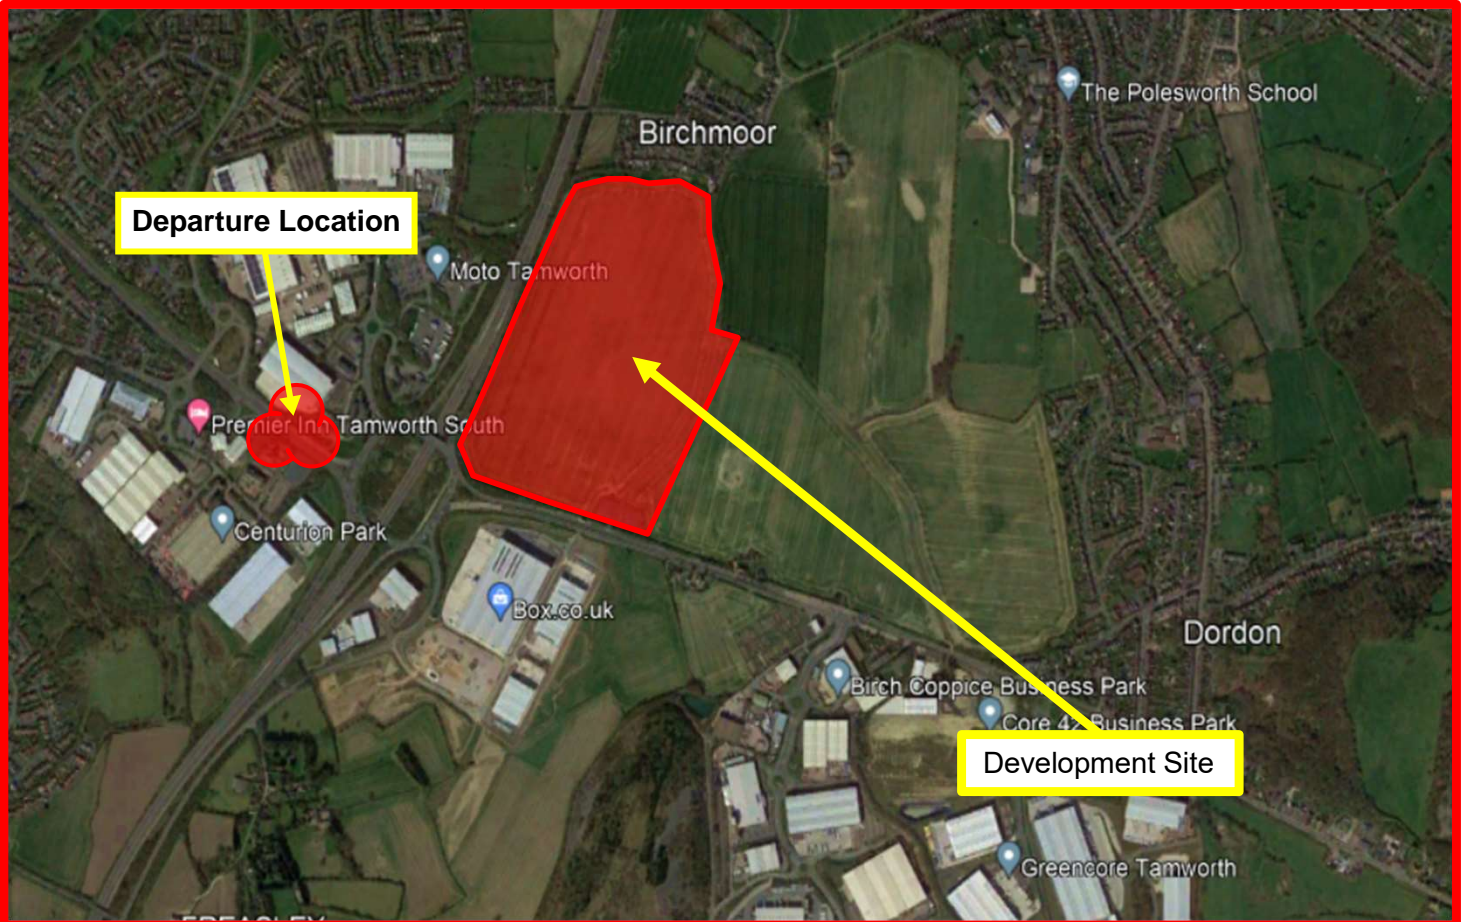 The Polesworth School
Birchmoor
Departure Location
Moto Tamworth
Premier Inn Tamworth South
Centurion Park
Box.co.uk
Dordon
Birch Coppice Business Park
Core 42 Business Park
Development Site
Greencore Tamworth